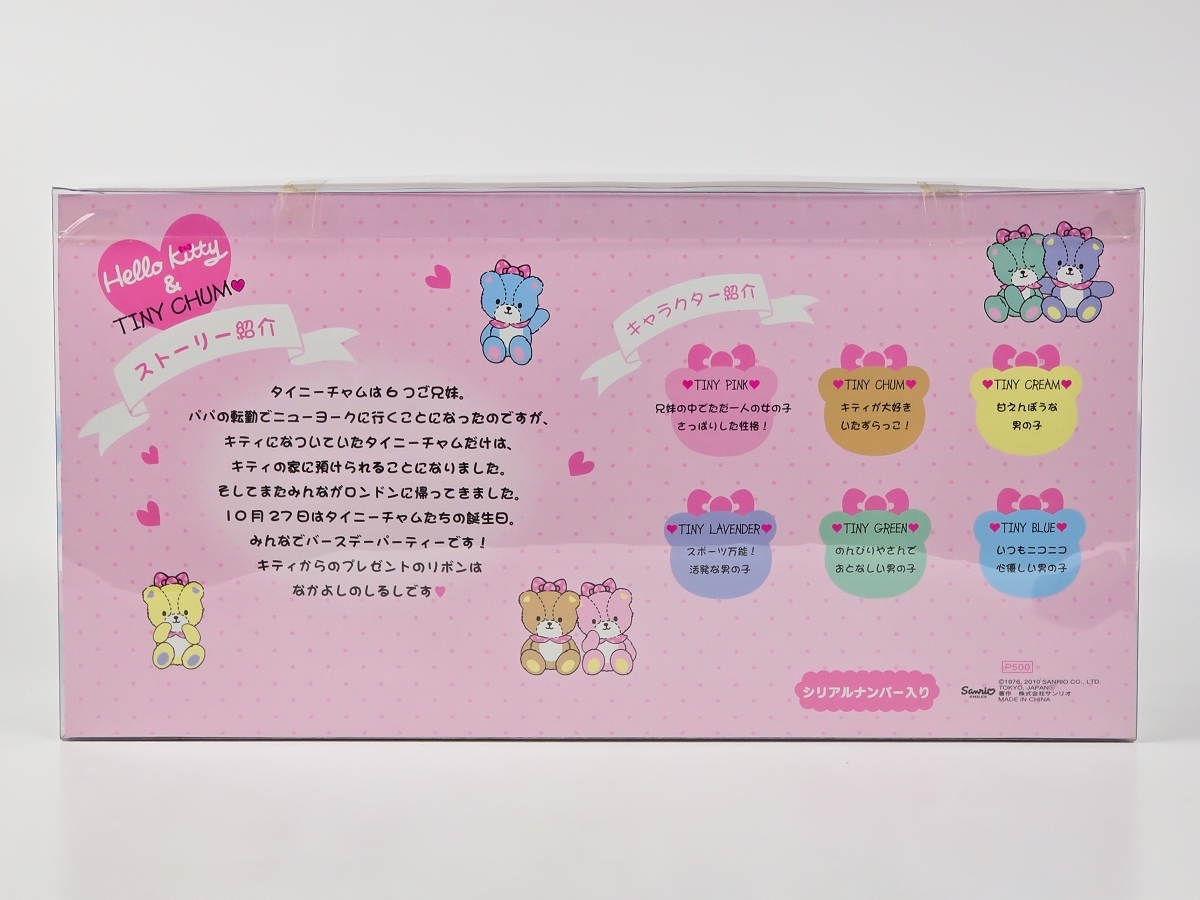 Hello Kitty
&
TINY CHUM
ストーリー紹介
タイニーチャムは6つご兄妹。
パパの転勤でニューヨークに行くことになったのですが、
キティになついていたタイニーチャムだけは、
キティの家に預けられることになりました。
そしてまたみんながロンドンに帰ってきました。
10月27日はタイニーチャムたちの誕生日。
みんなでバースデーパーティーです!
キティからのプレゼントのリボンは
なかよしのしるしです♥
キャラクター紹介
♥TINY PINK♥
兄妹の中でただ一人の女の子
さっぱりした性格!
♥TINY CHUM♥
キティが大好き
いたずらっこ!
♥TINY CREAM♥
甘えんぼうな
男の子
♥TINY LAVENDER♥
スポーツ万能!
活発な男の子
♥TINY GREEN♥
のんびりやさんで
おとなしい男の子
♥TINY BLUE♥
いつもニコニコ
心優しい男の子
シリアルナンバー入り
Sanrio
SMILES
P500
©1976, 2010 SANRIO CO., LTD.
TOKYO, JAPAN Ⓛ
著作 株式会社サンリオ
MADE IN CHINA